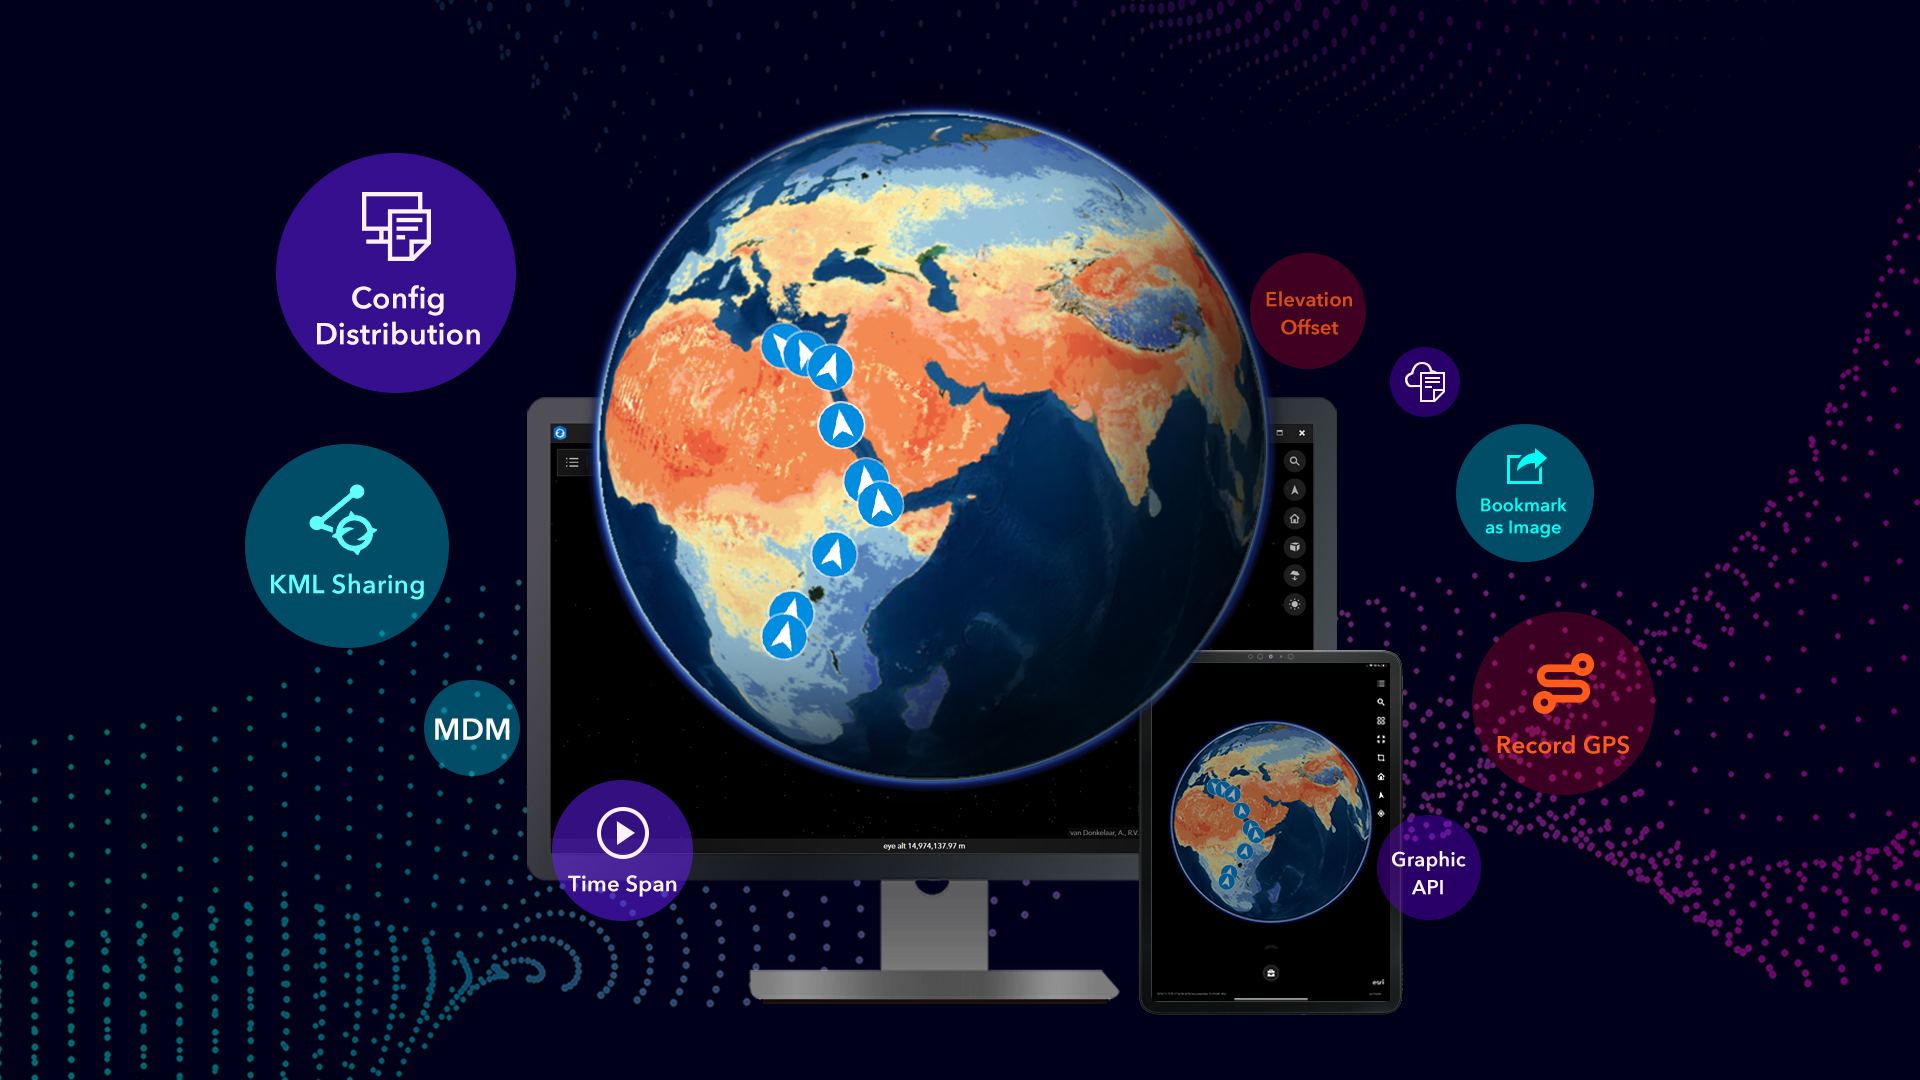 Config
Distribution
Elevation
Offset
Bookmark
as Image
KML Sharing
MDM
Record GPS
Time Span
van Donkelaar, A., R.V.
eye alt 14,974,137.97 m
Graphic
API
esri